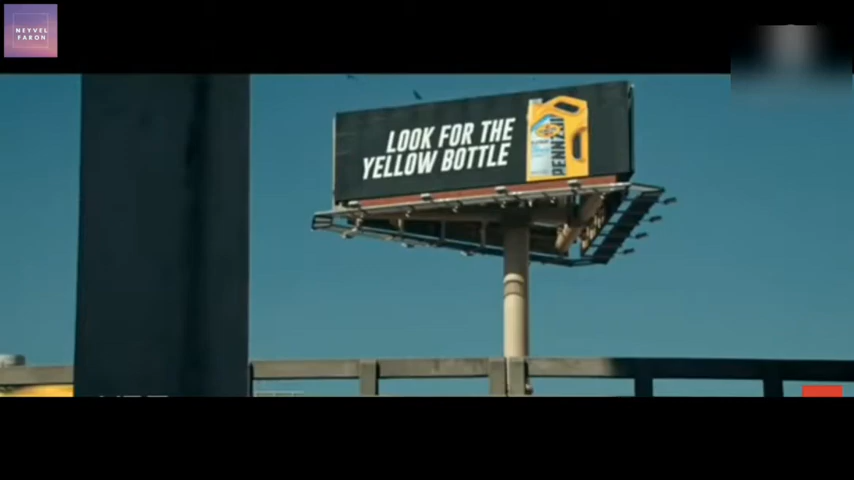 NEYVEL
FARON
LOOK FOR THE
YELLOW BOTTLE
PENNZOIL